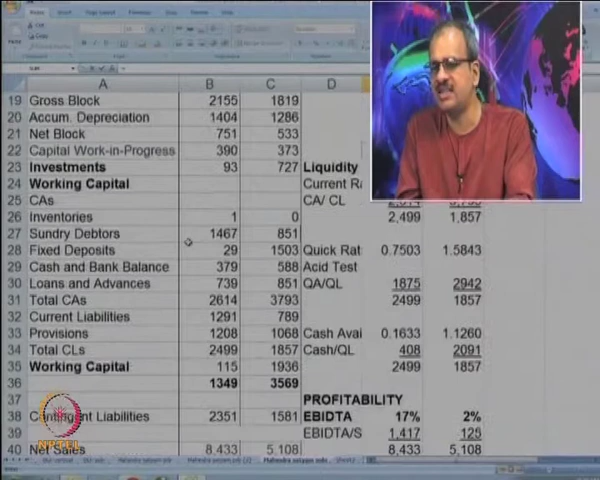 19 Gross Block 2155 1819
20 Accum. Depreciation 1404 1286
21 Net Block 751 533
22 Capital Work-in-Progress 390 373
23 Investments 93 727 Liquidity
24 Working Capital Current Ra
25 CAs CA/ CL
26 Inventories 1 0 2,499 1,857
27 Sundry Debtors 1467 851
28 Fixed Deposits 29 1503 Quick Rat 0.7503 1.5843
29 Cash and Bank Balance 379 588 Acid Test
30 Loans and Advances 739 851 QA/QL 1875 2942
31 Total CAs 2614 3793 2499 1857
32 Current Liabilities 1291 789
33 Provisions 1208 1068 Cash Avai 0.1633 1.1260
34 Total CLs 2499 1857 Cash/QL 408 2091
35 Working Capital 115 1936 2499 1857
36 1349 3569
37 PROFITABILITY
38 Contingent Liabilities 2351 1581 EBIDTA 17% 2%
39 EBIDTA/S 1,417 125
40 Net Sales 8,433 5,108 8,433 5,108
A B C D
NPTEL